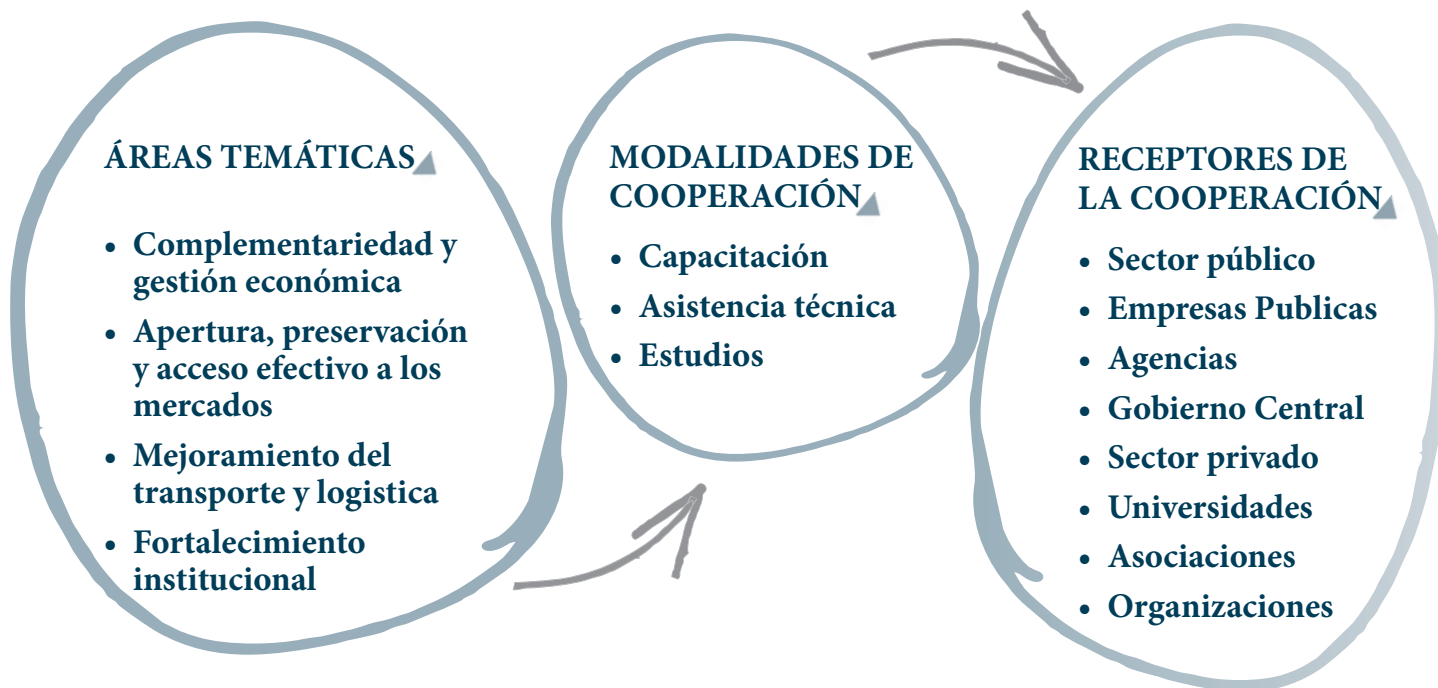 ÁREAS TEMÁTICAS
• Complementariedad y
gestión económica
• Apertura, preservación
y acceso efectivo a los
mercados
• Mejoramiento del
transporte y logistica
• Fortalecimiento
institucional
MODALIDADES DE
COOPERACIÓN
• Capacitación
• Asistencia técnica
• Estudios
RECEPTORES DE
LA COOPERACIÓN
• Sector público
• Empresas Publicas
• Agencias
• Gobierno Central
• Sector privado
• Universidades
• Asociaciones
• Organizaciones